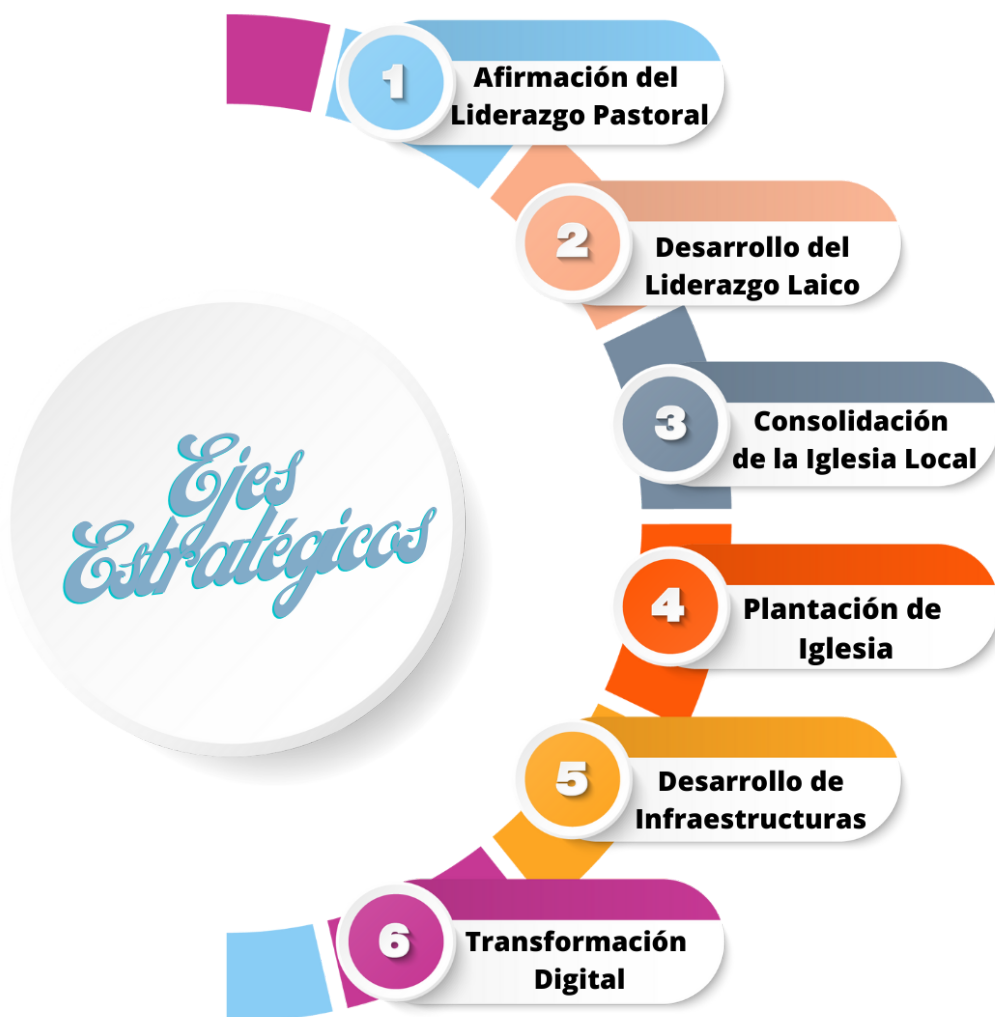 Ejes
Estratégicos
1
Afirmación del
Liderazgo Pastoral
2
Desarrollo del
Liderazgo Laico
3
Consolidación
de la Iglesia Local
4
Plantación de
Iglesia
5
Desarrollo de
Infraestructuras
6
Transformación
Digital